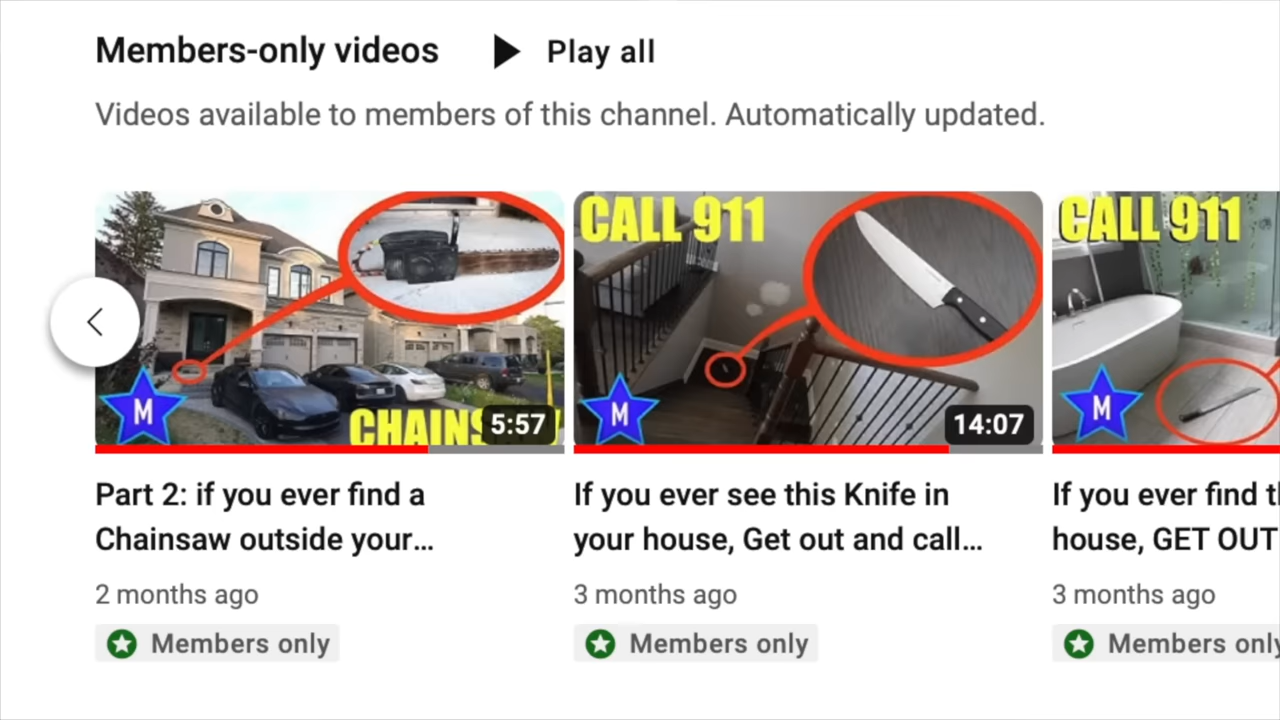 Members-only videos Play all
Videos available to members of this channel. Automatically updated.
CALL 911
CALL 911
M
M
M
5:57
14:07
Part 2: if you ever find a
Chainsaw outside your...
If you ever see this Knife in
your house, Get out and call...
If you ever find
house, GET OUT
2 months ago
3 months ago
3 months ago
Members only
Members only
Members only